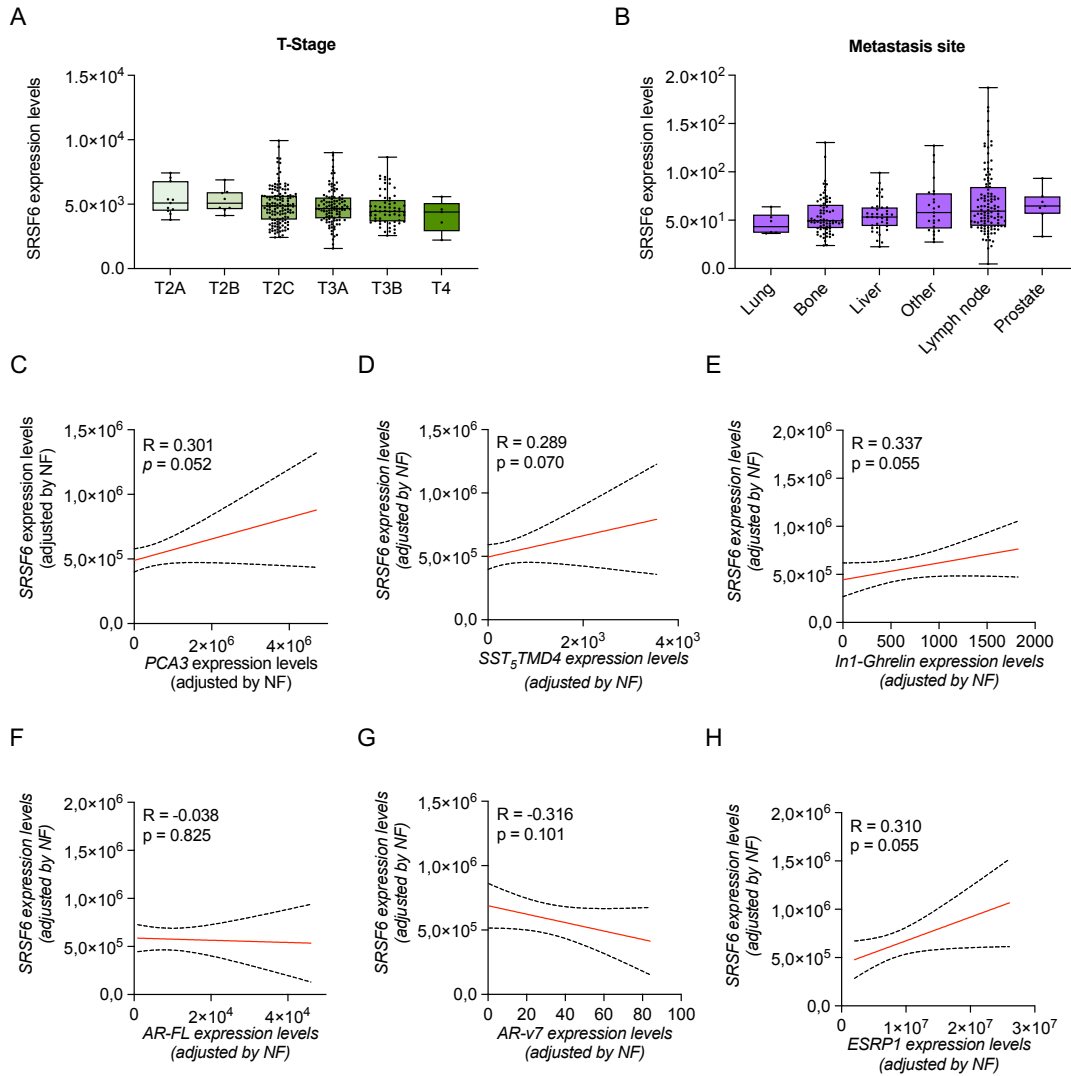 A
T-Stage
SRSF6 expression levels
1.5×10⁴
1.0×10⁴
5.0×10³
0.0
T2A T2B T2C T3A T3B T4
B
Metastasis site
SRSF6 expression levels
2.0×10²
1.5×10²
1.0×10²
5.0×10¹
0.0
Lung Bone Liver Other Lymph node Prostate
C
SRSF6 expression levels
(adjusted by NF)
1,5×10⁶
1,0×10⁶
5,0×10⁵
0,0
R = 0.301
p = 0.052
0 2×10⁶ 4×10⁶
PCA3 expression levels
(adjusted by NF)
D
SRSF6 expression levels
(adjusted by NF)
1,5×10⁶
1,0×10⁶
5,0×10⁵
0,0
R = 0.289
p = 0.070
0 2×10³ 4×10³
SST₅TMD4 expression levels
(adjusted by NF)
E
SRSF6 expression levels
(adjusted by NF)
2,0×10⁶
1,5×10⁶
1,0×10⁶
5,0×10⁵
0,0
R = 0.337
p = 0.055
0 500 1000 1500 2000
In1-Ghrelin expression levels
(adjusted by NF)
F
SRSF6 expression levels
(adjusted by NF)
2,0×10⁶
1,5×10⁶
1,0×10⁶
5,0×10⁵
0,0
R = -0.038
p = 0.825
0 2×10⁴ 4×10⁴
AR-FL expression levels
(adjusted by NF)
G
SRSF6 expression levels
(adjusted by NF)
1,5×10⁶
1,0×10⁶
5,0×10⁵
0,0
R = -0.316
p = 0.101
0 20 40 60 80 100
AR-v7 expression levels
(adjusted by NF)
H
SRSF6 expression levels
(adjusted by NF)
2,0×10⁶
1,5×10⁶
1,0×10⁶
5,0×10⁵
0,0
R = 0.310
p = 0.055
1×10⁷ 2×10⁷ 3×10⁷
ESRP1 expression levels
(adjusted by NF)